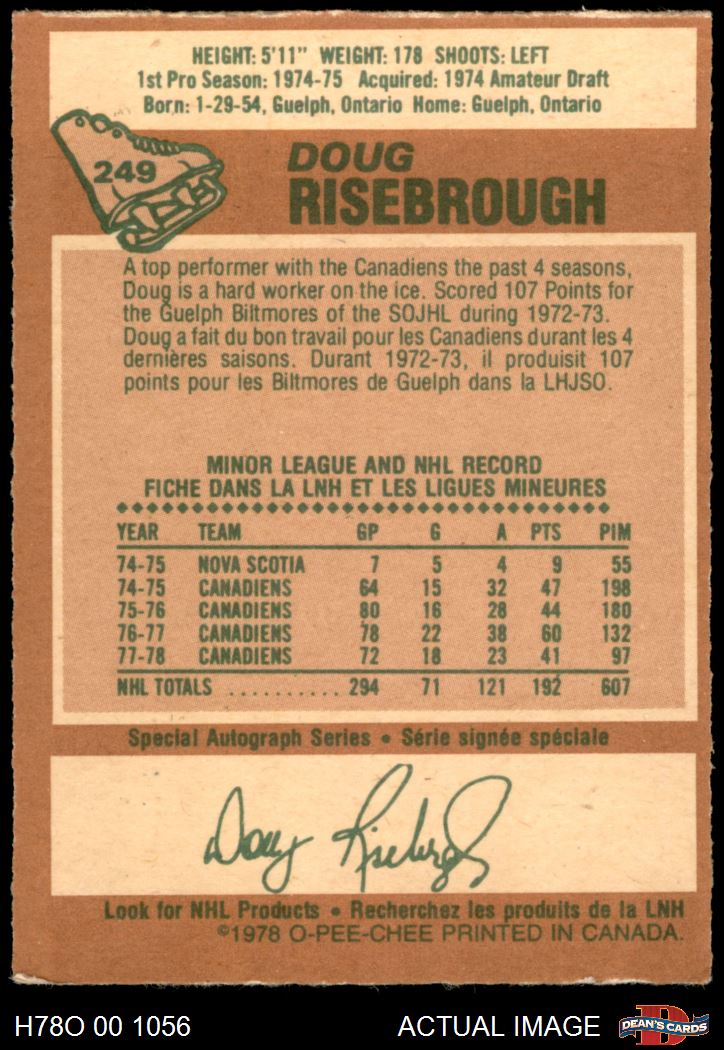 HEIGHT: 5'11" WEIGHT: 178 SHOOTS: LEFT
1st Pro Season: 1974-75 Acquired: 1974 Amateur Draft
Born: 1-29-54, Guelph, Ontario Home: Guelph, Ontario
249
DOUG
RISEBROUGH
A top performer with the Canadiens the past 4 seasons,
Doug is a hard worker on the ice. Scored 107 Points for
the Guelph Biltmores of the SOJHL during 1972-73.
Doug a fait du bon travail pour les Canadiens durant les 4
dernières saisons. Durant 1972-73, il produisit 107
points pour les Biltmores de Guelph dans la LHJSO.
MINOR LEAGUE AND NHL RECORD
FICHE DANS LA LNH ET LES LIGUES MINEURES
YEAR TEAM GP G A PTS PIM
74-75 NOVA SCOTIA 7 5 4 9 55
74-75 CANADIENS 64 15 32 47 198
75-76 CANADIENS 80 16 28 44 180
76-77 CANADIENS 78 22 38 60 132
77-78 CANADIENS 72 18 23 41 97
NHL TOTALS .......... 294 71 121 192 607
Special Autograph Series • Série signée spéciale
Doug Risebrough
Look for NHL Products • Recherchez les produits de la LNH
©1978 O-PEE-CHEE PRINTED IN CANADA.
H78O 00 1056 ACTUAL IMAGE
D
DEAN'S CARDS